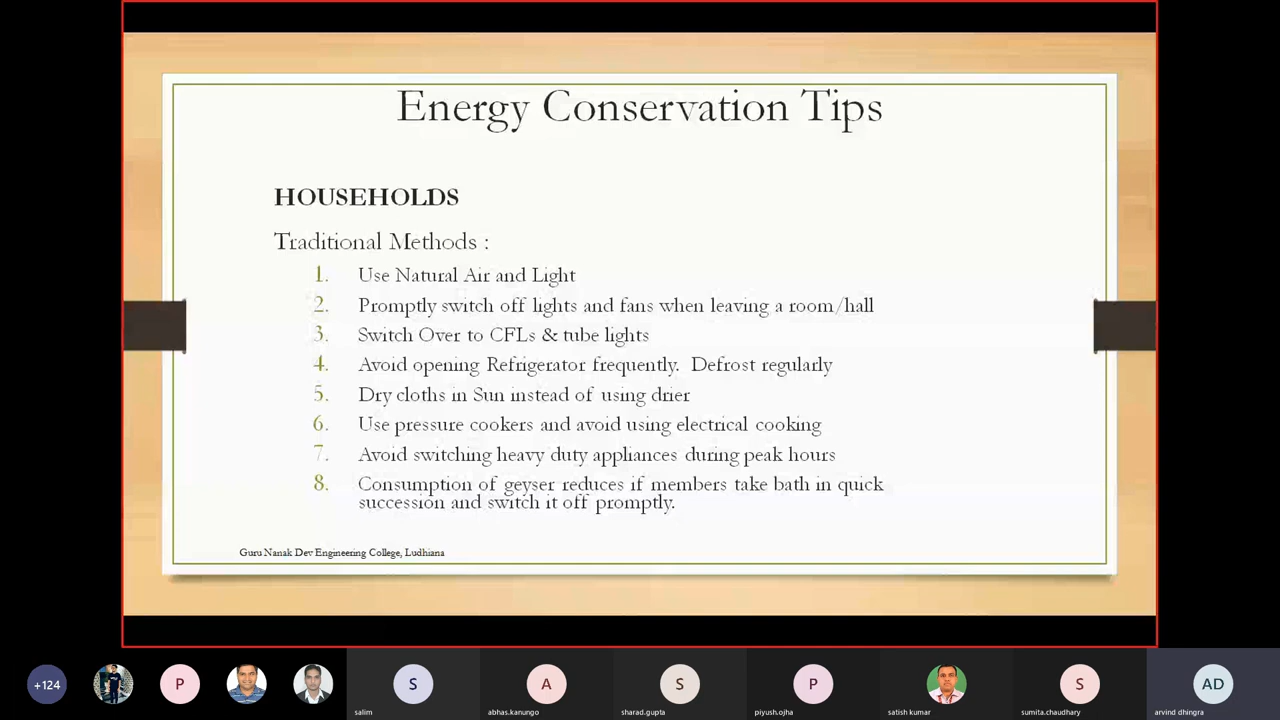 Energy Conservation Tips
HOUSEHOLDS
Traditional Methods :
1. Use Natural Air and Light
2. Promptly switch off lights and fans when leaving a room/hall
3. Switch Over to CFLs & tube lights
4. Avoid opening Refrigerator frequently. Defrost regularly
5. Dry cloths in Sun instead of using drier
6. Use pressure cookers and avoid using electrical cooking
7. Avoid switching heavy duty appliances during peak hours
8. Consumption of geyser reduces if members take bath in quick
succession and switch it off promptly.
Guru Nanak Dev Engineering College, Ludhiana
+124 P S A S P S AD
salim abhas.kanungo sharad.gupta piyush.ojha satish kumar sumita.chaudhary arvind dhingra